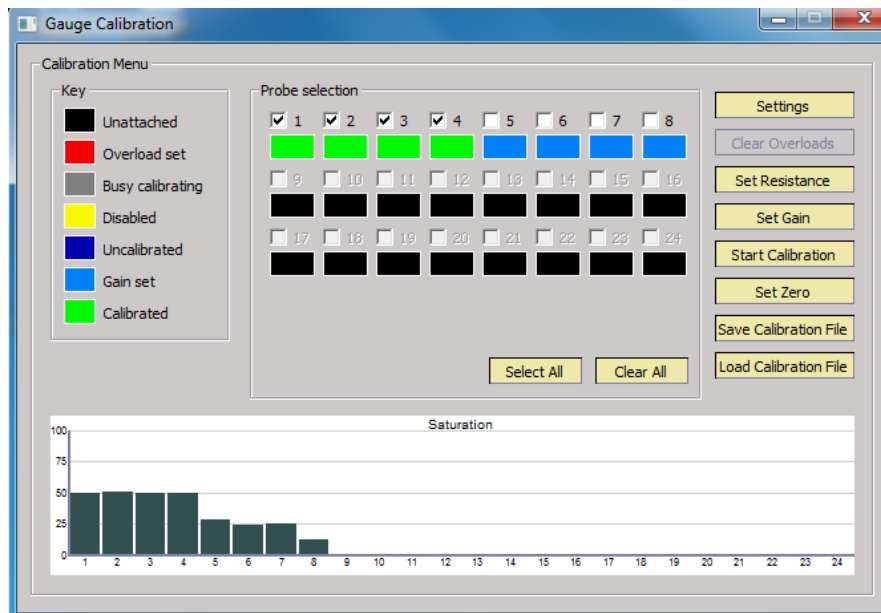 Gauge Calibration
Calibration Menu
Key
Unattached
Overload set
Busy calibrating
Disabled
Uncalibrated
Gain set
Calibrated
Probe selection
1 2 3 4 5 6 7 8
9 10 11 12 13 14 15 16
17 18 19 20 21 22 23 24
Select All Clear All
Settings
Clear Overloads
Set Resistance
Set Gain
Start Calibration
Set Zero
Save Calibration File
Load Calibration File
Saturation
100
75
50
25
0
1 2 3 4 5 6 7 8 9 10 11 12 13 14 15 16 17 18 19 20 21 22 23 24